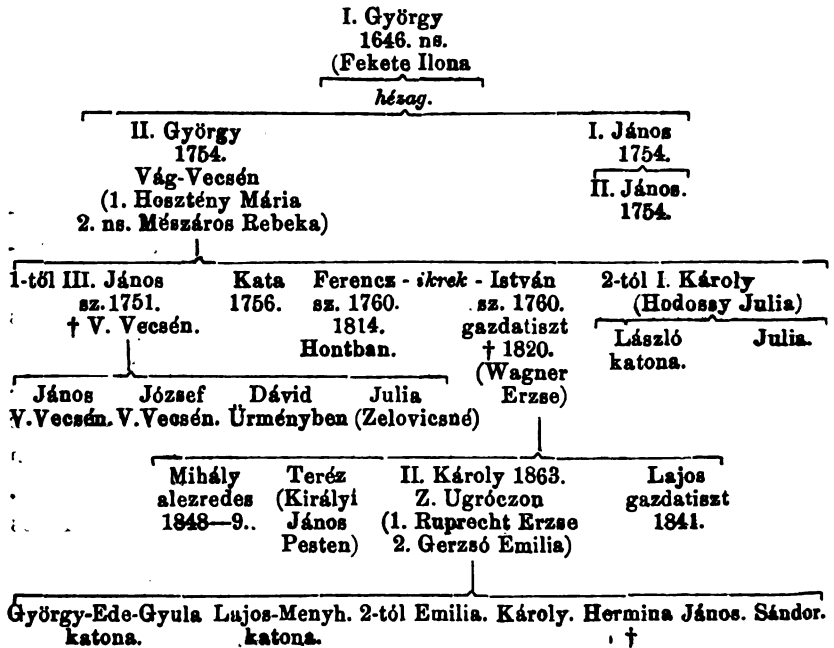 I. György
1646. ns.
(Fekete Ilona
hézag.
II. György I. János
1754. 1754.
Vág-Vecsén II. János.
(1. Hosztény Mária 1754.
2. ns. Mészáros Rebeka)
1-től III. János Kata Ferencz - ikrek - István 2-tól I. Károly
sz. 1751. 1756. sz. 1760. sz. 1760. (Hodossy Julia)
† V. Vecsén. 1814. gazdatiszt László Julia.
Hontban. † 1820. katona.
(Wagner
János József Dávid Julia Erzse)
V.Vecsén. V.Vecsén. Ürményben (Zelovicsné)
Mihály Teréz II. Károly 1863. Lajos
alezredes (Királyi Z. Ugróczon gazdatiszt
1848—9.. János (1. Ruprecht Erzse 1841.
Pesten) 2. Gerzsó Emilia)
György-Ede-Gyula Lajos-Menyh. 2-tól Emilia. Károly. Hermina János. Sándor.
katona. katona. †